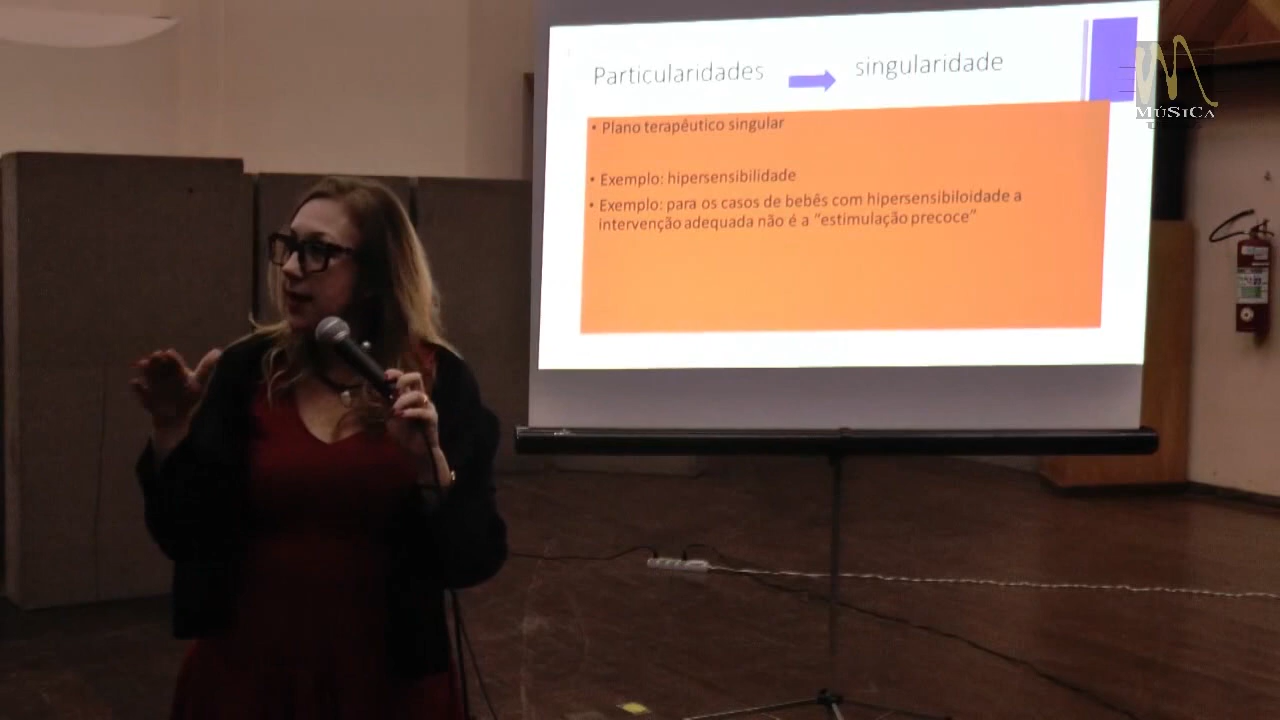 Particularidades singularidade
• Plano terapêutico singular
• Exemplo: hipersensibilidade
• Exemplo: para os casos de bebês com hipersensibiloidade a
intervenção adequada não é a “estimulação precoce”
MÚSICA